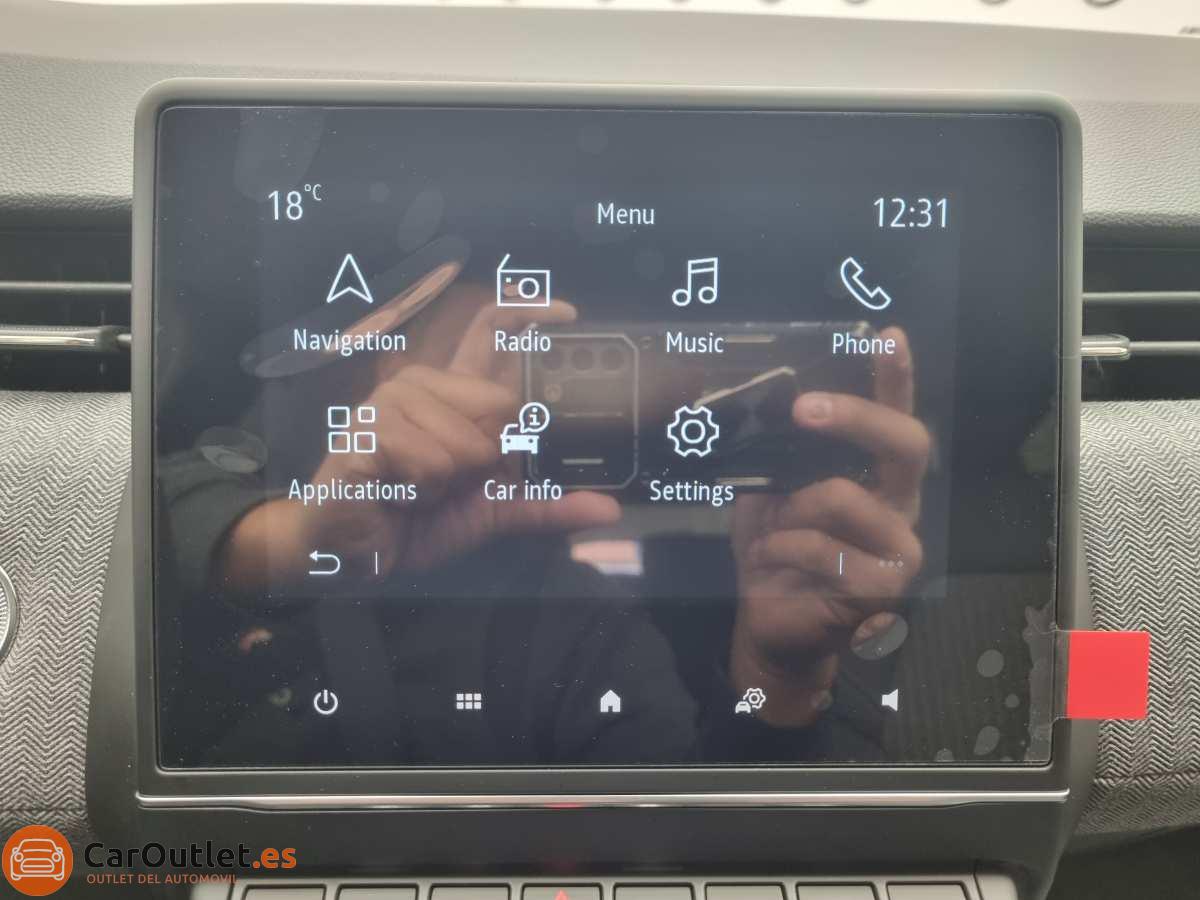 18°C
Menu
12:31
Navigation
Radio
Music
Phone
Applications
Car info
Settings
CarOutlet.es
OUTLET DEL AUTOMOVIL